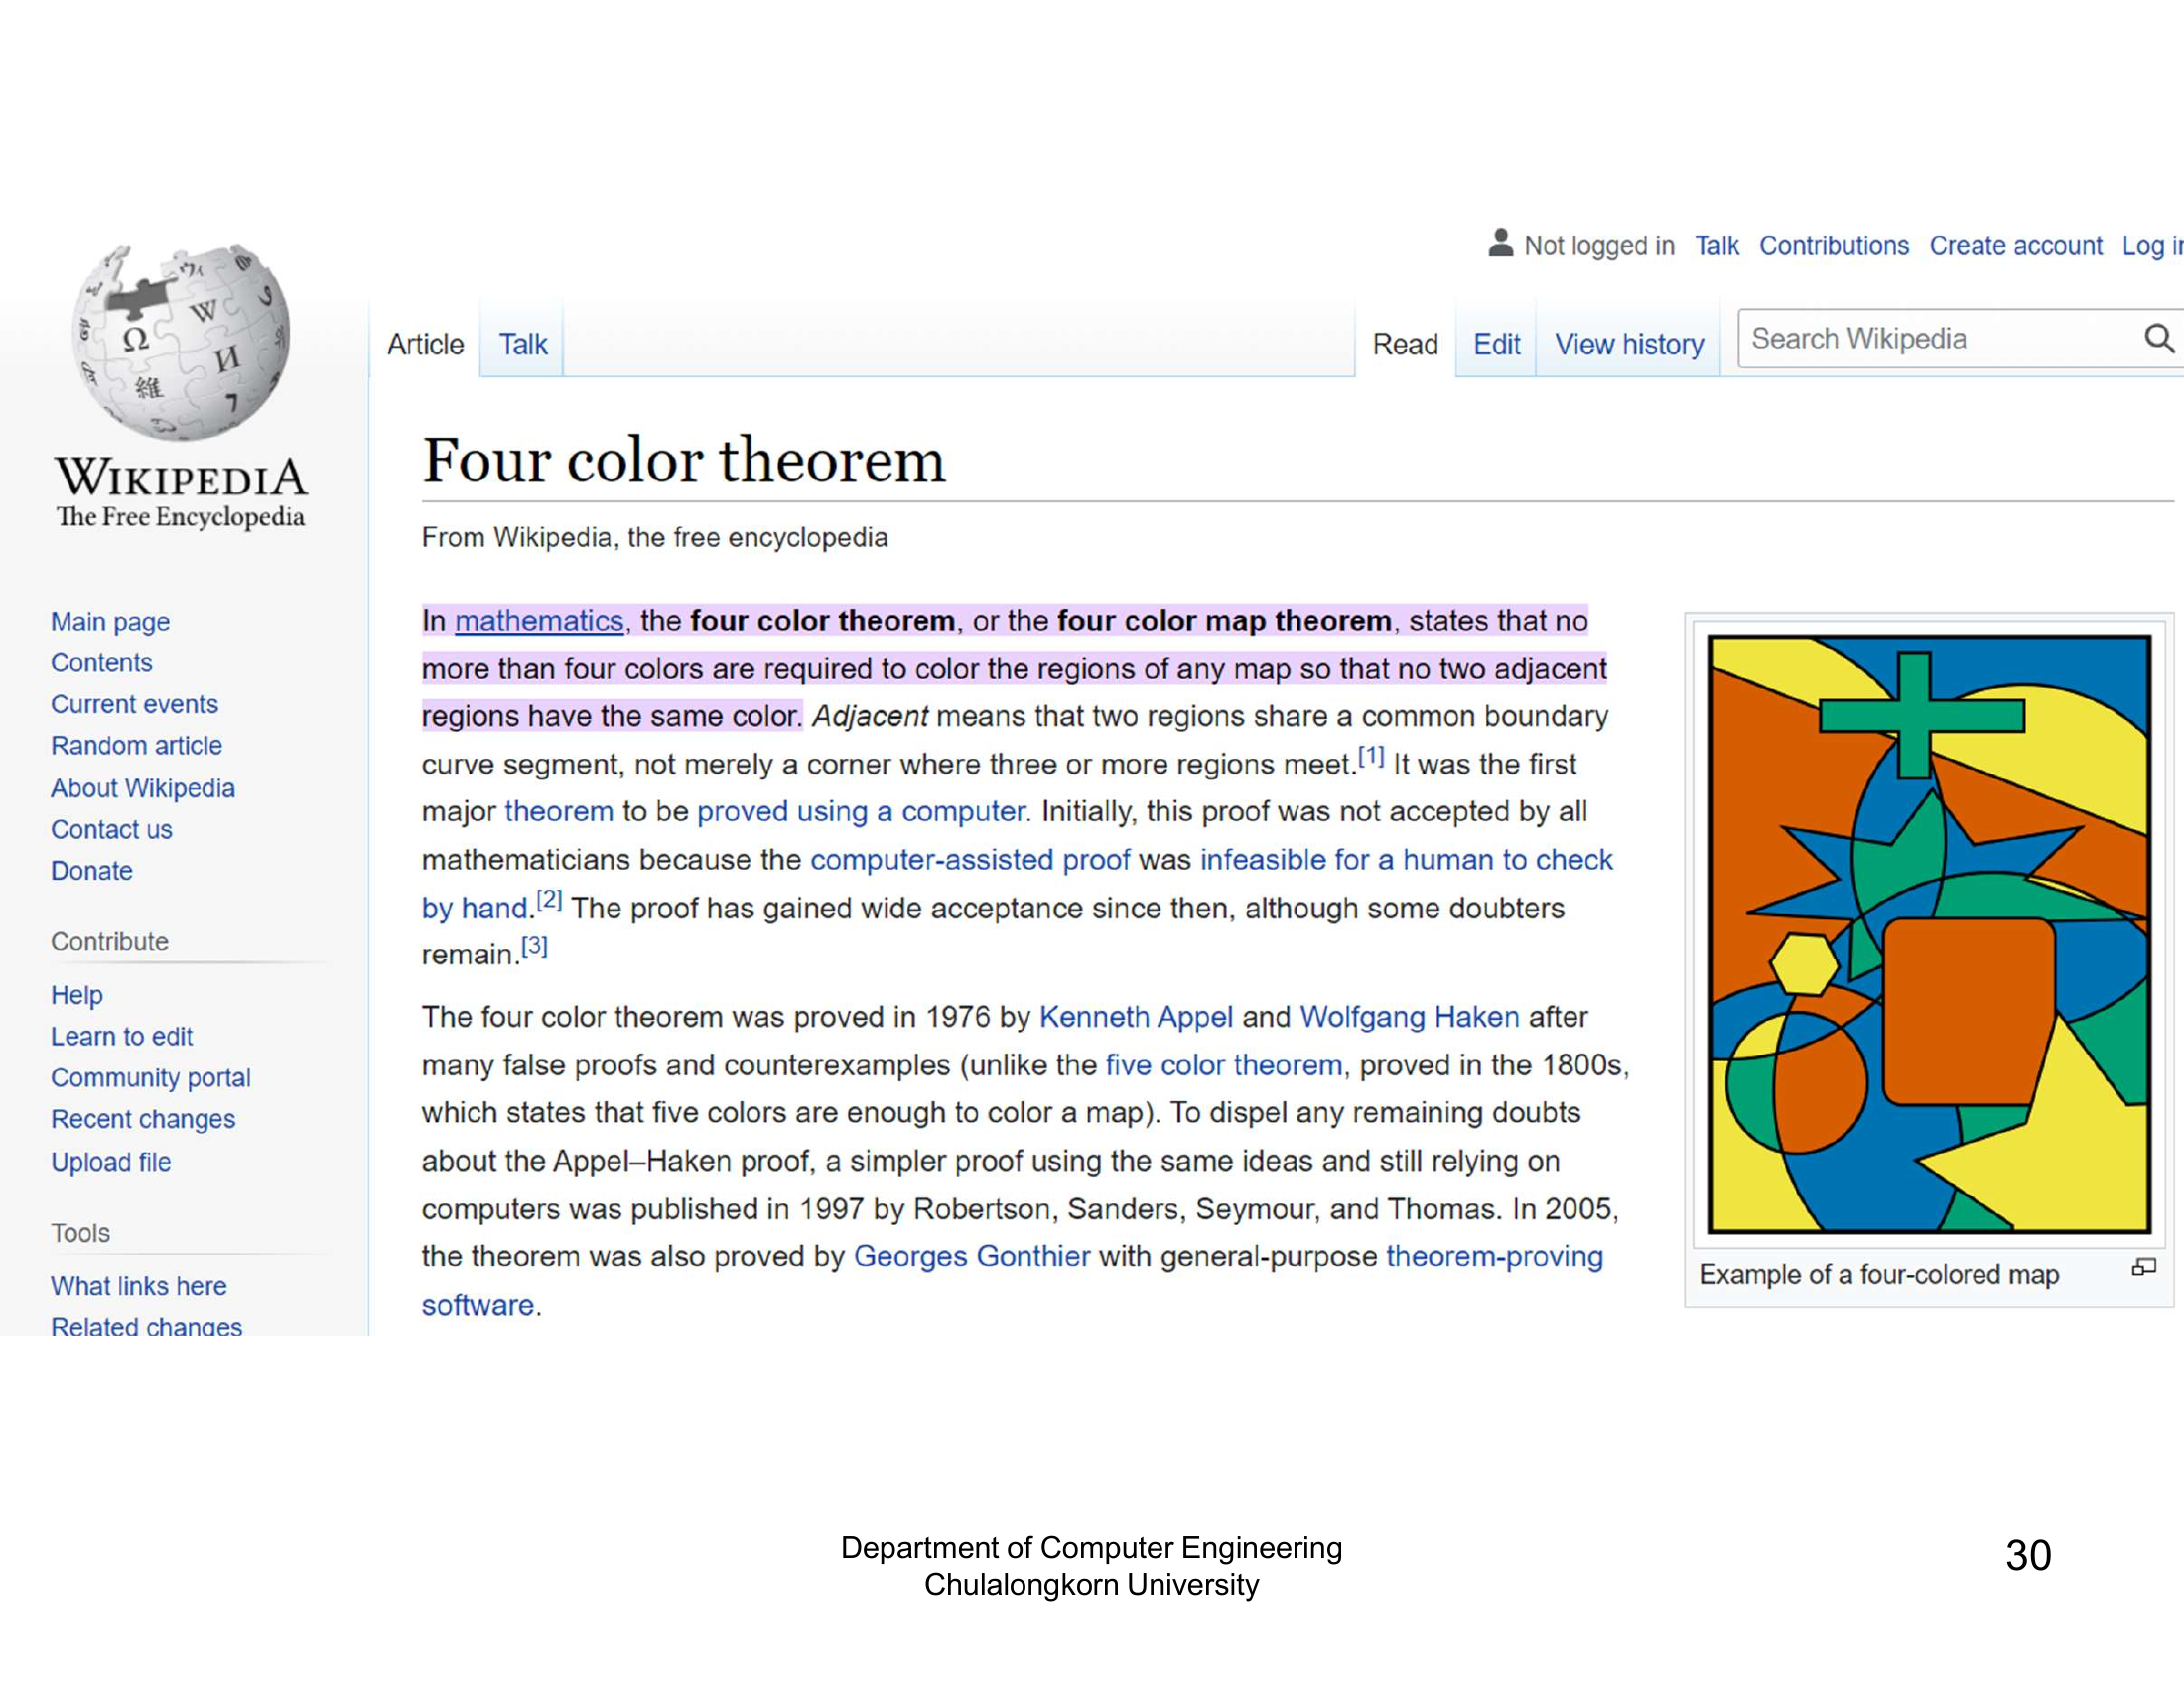 Not logged in Talk Contributions Create account Log in
Article Talk Read Edit View history Search Wikipedia
Ω W И 維 7
WIKIPEDIA
The Free Encyclopedia
Main page
Contents
Current events
Random article
About Wikipedia
Contact us
Donate
Contribute
Help
Learn to edit
Community portal
Recent changes
Upload file
Tools
What links here
Related changes
Four color theorem
From Wikipedia, the free encyclopedia
In mathematics, the four color theorem, or the four color map theorem, states that no
more than four colors are required to color the regions of any map so that no two adjacent
regions have the same color. Adjacent means that two regions share a common boundary
curve segment, not merely a corner where three or more regions meet.[1] It was the first
major theorem to be proved using a computer. Initially, this proof was not accepted by all
mathematicians because the computer-assisted proof was infeasible for a human to check
by hand.[2] The proof has gained wide acceptance since then, although some doubters
remain.[3]
The four color theorem was proved in 1976 by Kenneth Appel and Wolfgang Haken after
many false proofs and counterexamples (unlike the five color theorem, proved in the 1800s,
which states that five colors are enough to color a map). To dispel any remaining doubts
about the Appel–Haken proof, a simpler proof using the same ideas and still relying on
computers was published in 1997 by Robertson, Sanders, Seymour, and Thomas. In 2005,
the theorem was also proved by Georges Gonthier with general-purpose theorem-proving
software.
Example of a four-colored map
Department of Computer Engineering
Chulalongkorn University
30